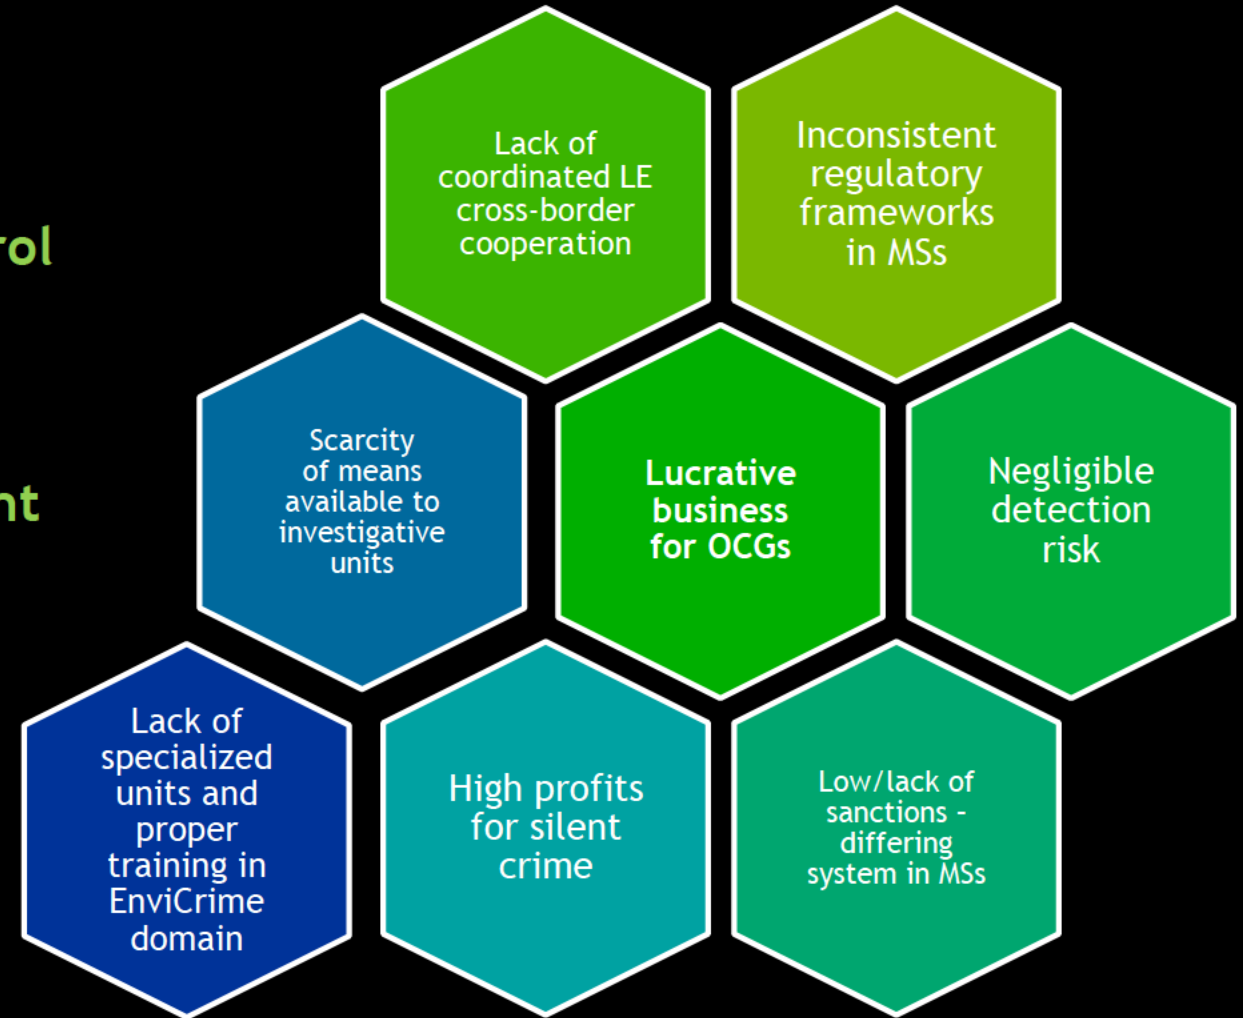 Lack of
coordinated LE
cross-border
cooperation
Inconsistent
regulatory
frameworks
in MSs
Scarcity
of means
available to
investigative
units
Lucrative
business
for OCGs
Negligible
detection
risk
Lack of
specialized
units and
proper
training in
EnviCrime
domain
High profits
for silent
crime
Low/lack of
sanctions -
differing
system in MSs